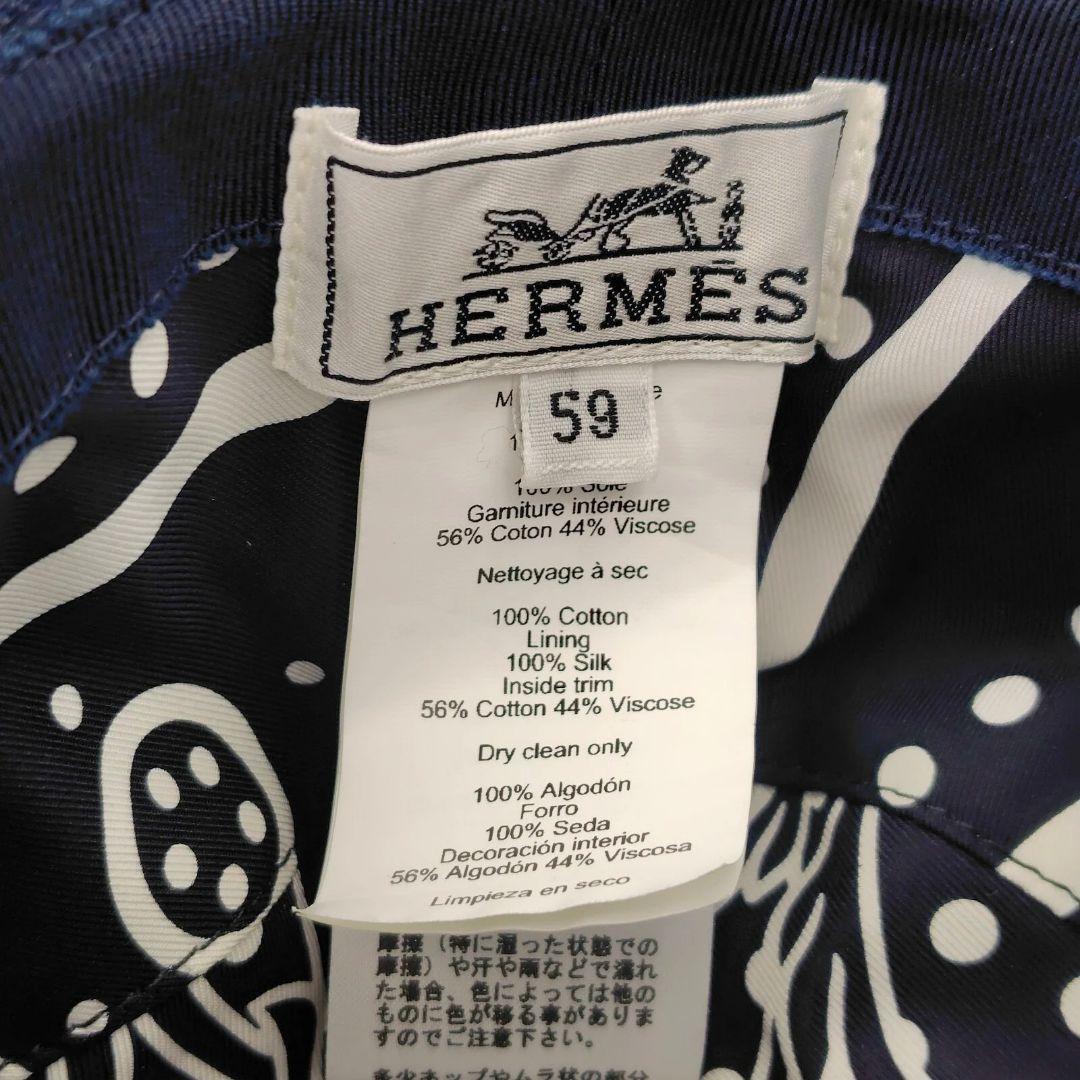 HERMES
59
100% Soie
Garniture intérieure
56% Coton 44% Viscose
Nettoyage à sec
100% Cotton
Lining
100% Silk
Inside trim
56% Cotton 44% Viscose
Dry clean only
100% Algodón
Forro
100% Seda
Decoración interior
56% Algodón 44% Viscosa
Limpieza en seco
摩擦（特に湿った状態での
摩擦）や汗や雨などで濡れ
た場合、色によっては他の
ものに色が移る事がありま
すのでご注意下さい。